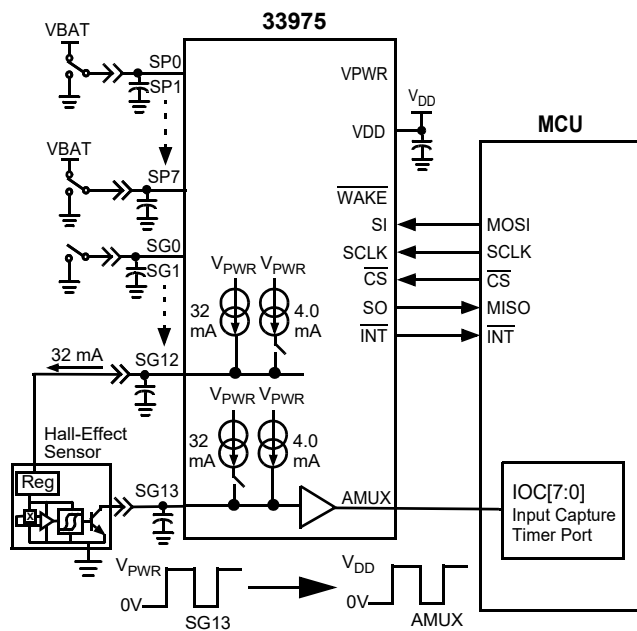 33975
VBAT
SP0
SP1
VPWR
VDD
VDD
MCU
VBAT
SP7
WAKE
SI
MOSI
SG0
SCLK
SCLK
SG1
VPWR
VPWR
CS
CS
32 mA
4.0 mA
SO
MISO
INT
INT
32 mA
SG12
VPWR
VPWR
Hall-Effect
Sensor
32 mA
4.0 mA
Reg
X
SG13
AMUX
IOC[7:0]
Input Capture
Timer Port
VPWR
0V
SG13
VDD
0V
AMUX